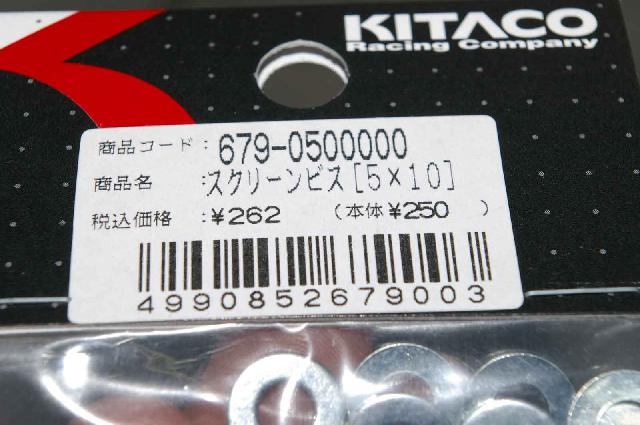 KITACO
Racing Company
商品コード：679-0500000
商品名　：スクリーンビス[5×10]
税込価格　：¥262　（本体 ¥250　）
4990852679003